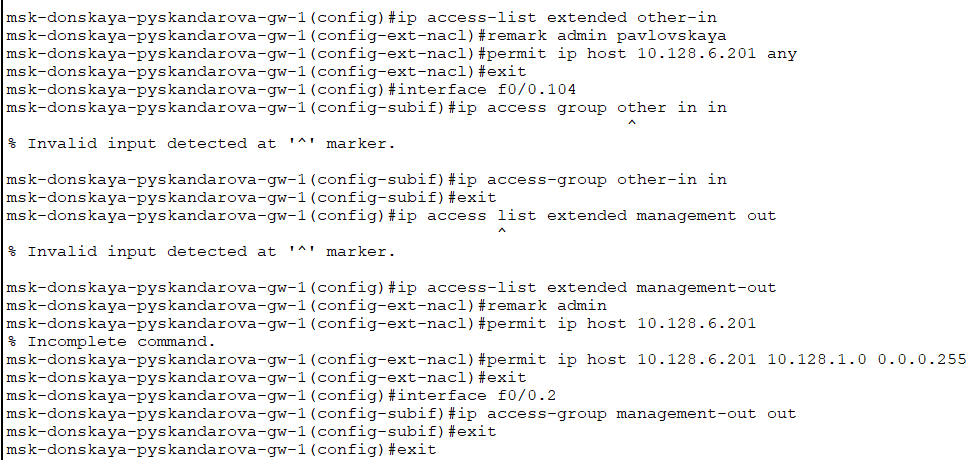 msk-donskaya-pyskandarova-gw-1(config)#ip access-list extended other-in
msk-donskaya-pyskandarova-gw-1(config-ext-nacl)#remark admin pavlovskaya
msk-donskaya-pyskandarova-gw-1(config-ext-nacl)#permit ip host 10.128.6.201 any
msk-donskaya-pyskandarova-gw-1(config-ext-nacl)#exit
msk-donskaya-pyskandarova-gw-1(config)#interface f0/0.104
msk-donskaya-pyskandarova-gw-1(config-subif)#ip access group other in in
^
% Invalid input detected at '^' marker.
msk-donskaya-pyskandarova-gw-1(config-subif)#ip access-group other-in in
msk-donskaya-pyskandarova-gw-1(config-subif)#exit
msk-donskaya-pyskandarova-gw-1(config)#ip access list extended management out
^
% Invalid input detected at '^' marker.
msk-donskaya-pyskandarova-gw-1(config)#ip access-list extended management-out
msk-donskaya-pyskandarova-gw-1(config-ext-nacl)#remark admin
msk-donskaya-pyskandarova-gw-1(config-ext-nacl)#permit ip host 10.128.6.201
% Incomplete command.
msk-donskaya-pyskandarova-gw-1(config-ext-nacl)#permit ip host 10.128.6.201 10.128.1.0 0.0.0.255
msk-donskaya-pyskandarova-gw-1(config-ext-nacl)#exit
msk-donskaya-pyskandarova-gw-1(config)#interface f0/0.2
msk-donskaya-pyskandarova-gw-1(config-subif)#ip access-group management-out out
msk-donskaya-pyskandarova-gw-1(config-subif)#exit
msk-donskaya-pyskandarova-gw-1(config)#exit